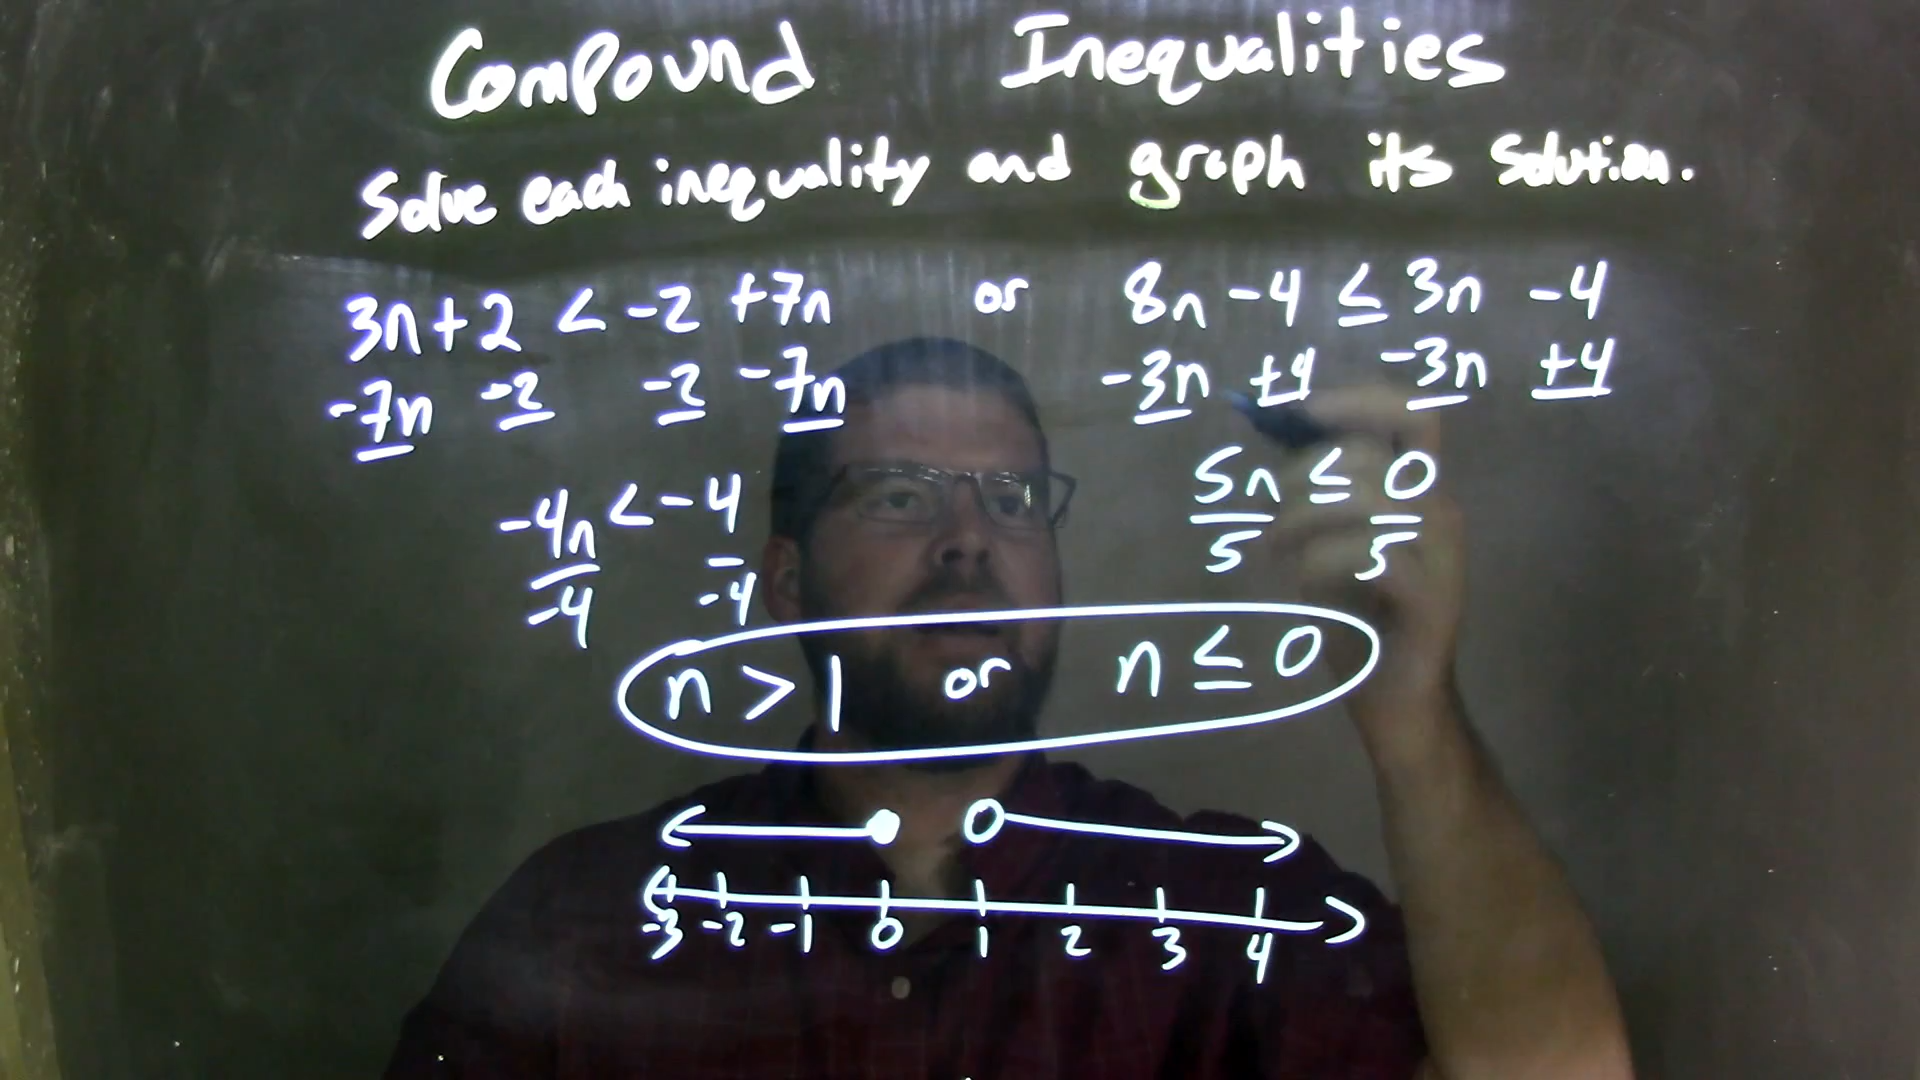 Compound Inequalities
Solve each inequality and graph its solution.
3n+2 < -2 +7n or 8n -4 ≤ 3n -4
-7n -2 -2 -7n -3n +4 -3n +4
-4n < -4 5n ≤ 0
-4 -4 5 5
n > 1 or n ≤ 0
-3 -2 -1 0 1 2 3 4